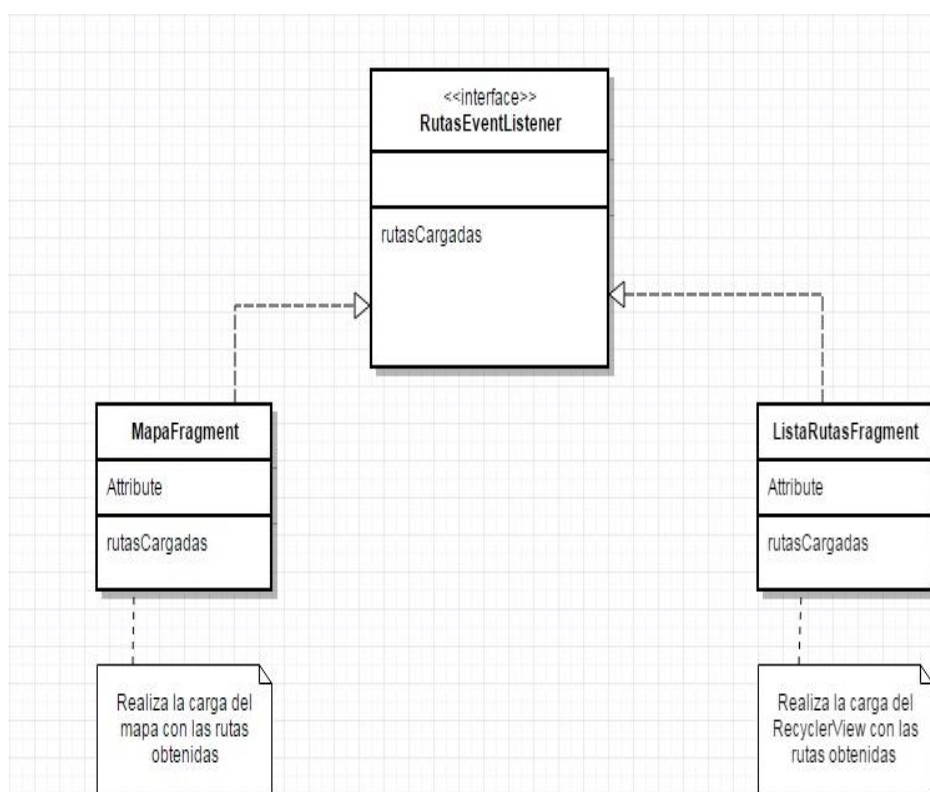 <<interface>>
RutasEventListener
rutasCargadas
MapaFragment
Attribute
rutasCargadas
Realiza la carga del
mapa con las rutas
obtenidas
ListaRutasFragment
Attribute
rutasCargadas
Realiza la carga del
RecyclerView con las
rutas obtenidas